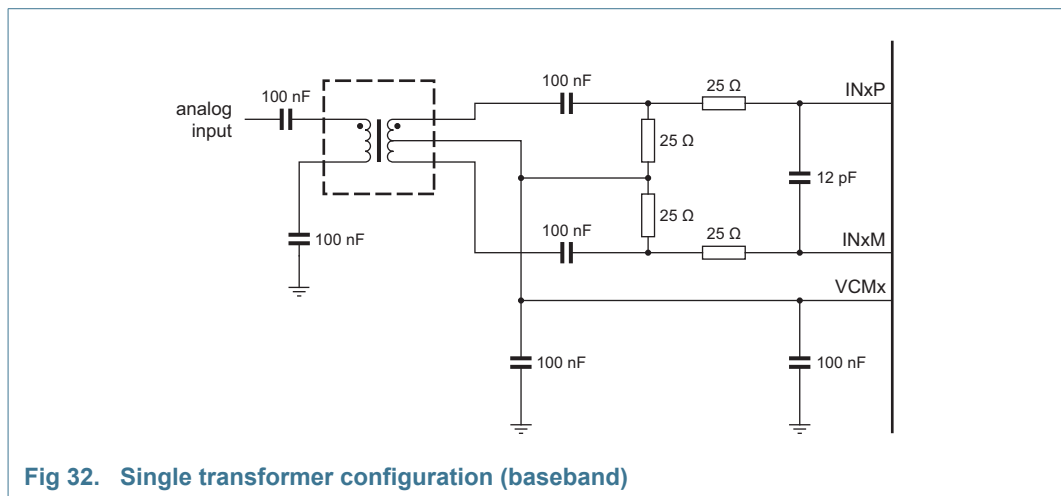 100 nF
25 Ω
INxP
analog
input
100 nF
25 Ω
12 pF
25 Ω
100 nF
25 Ω
100 nF
INxM
VCMx
100 nF
100 nF
Fig 32. Single transformer configuration (baseband)